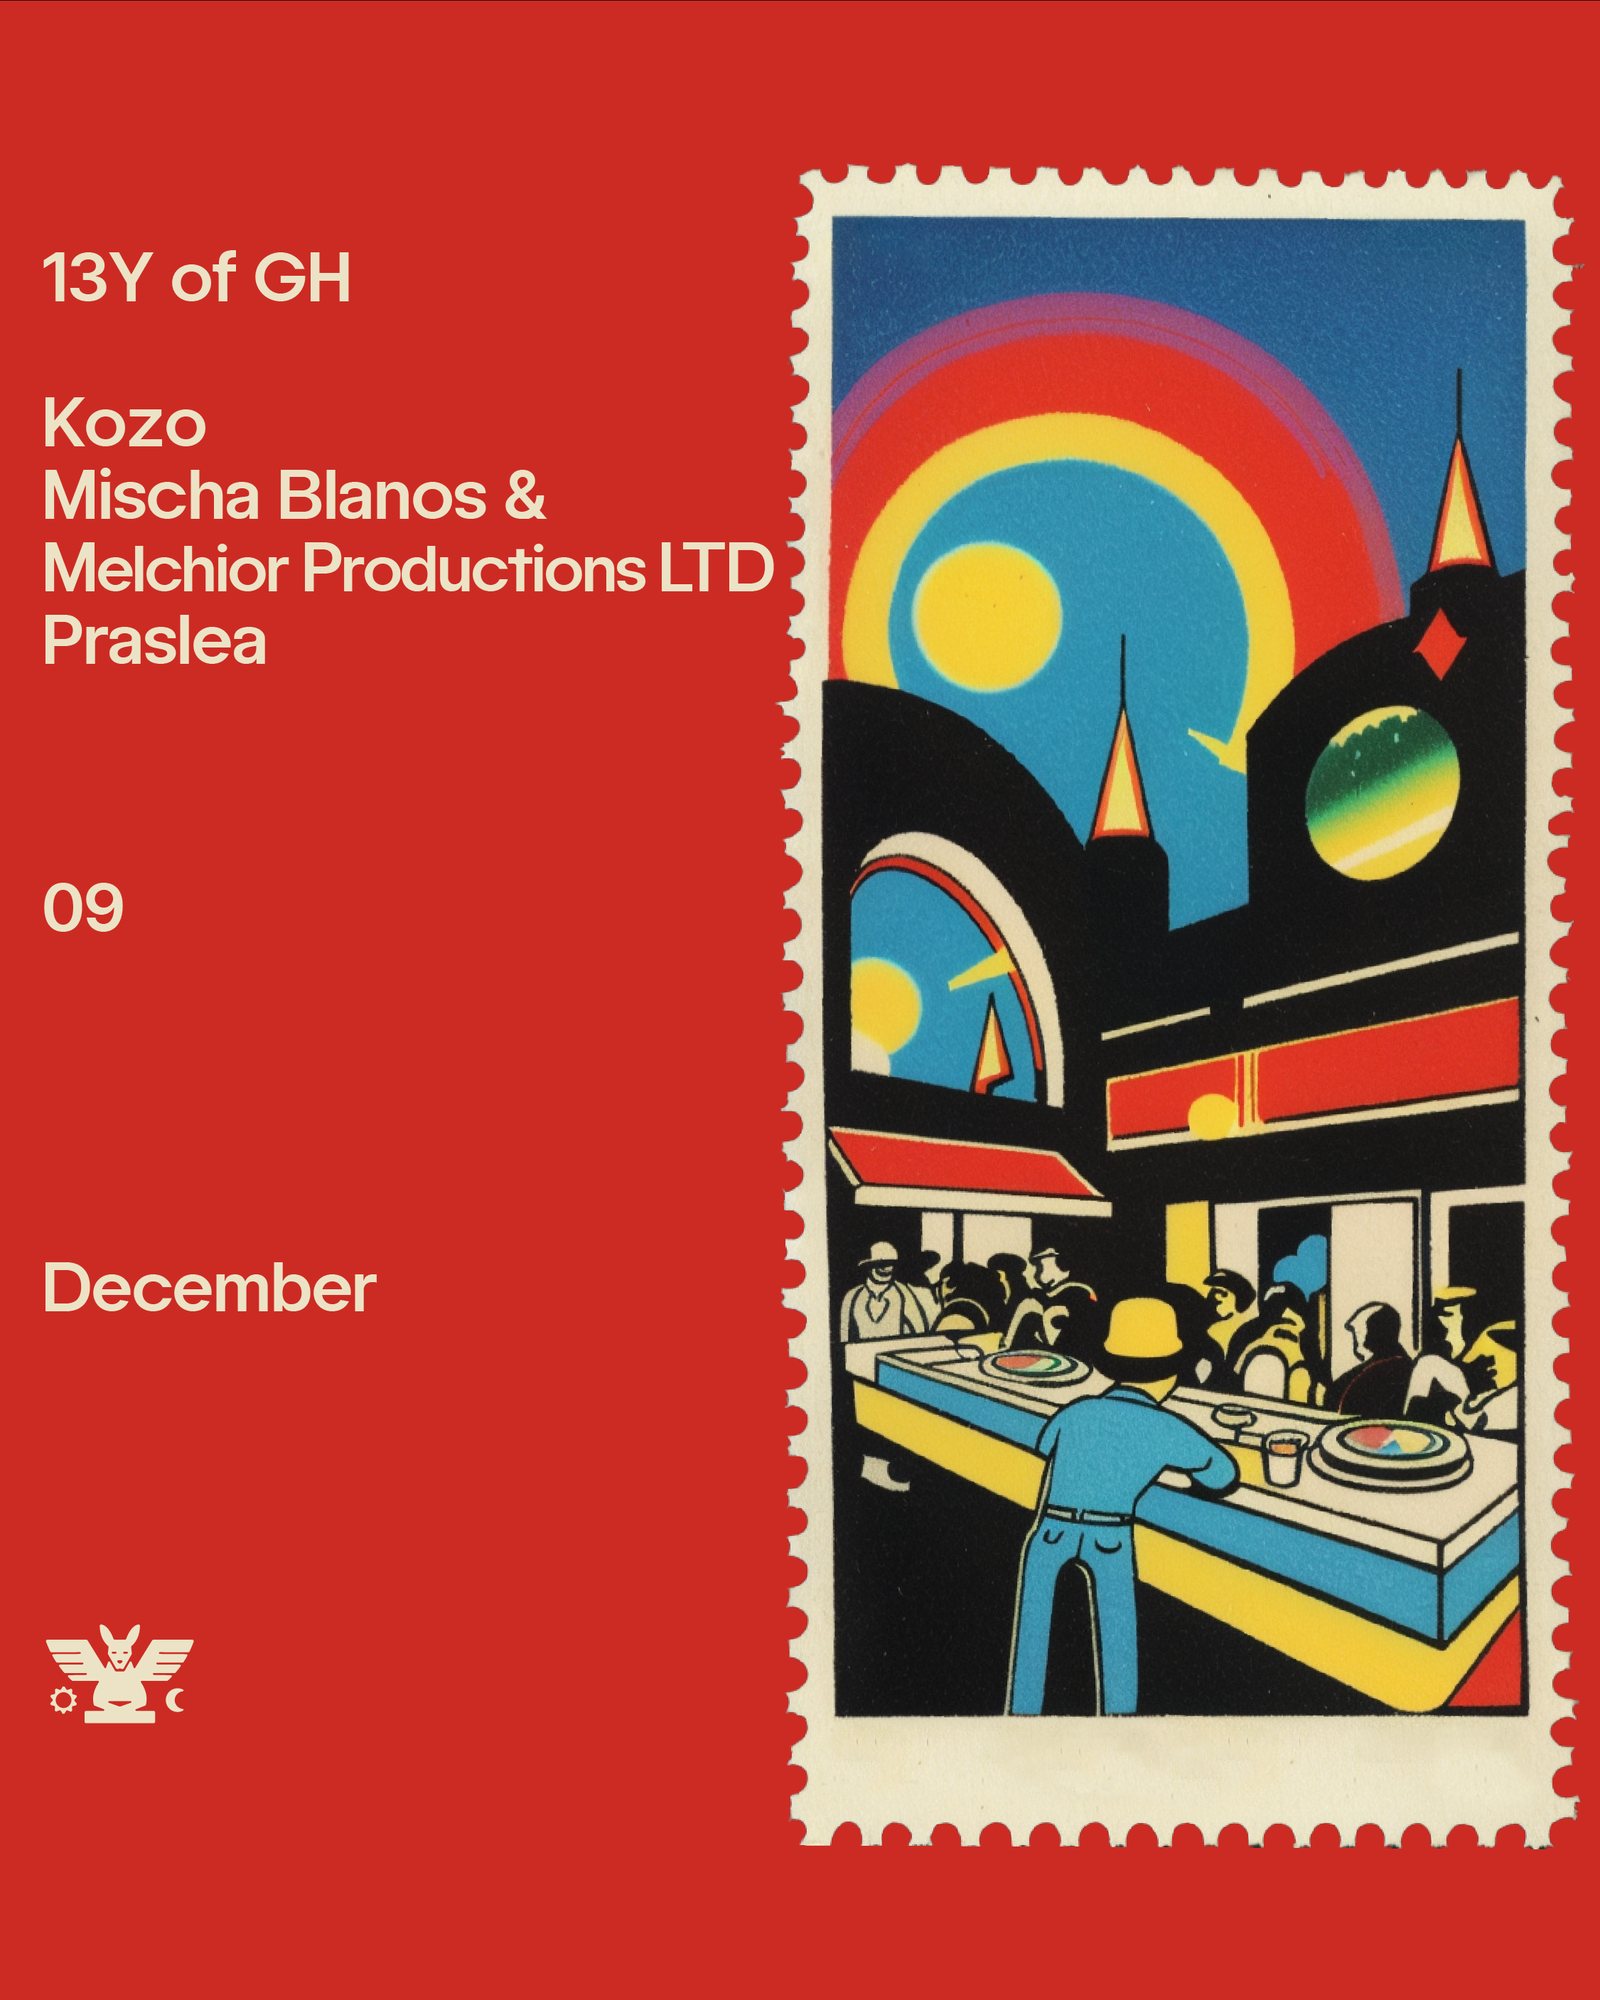 13Y of GH
Kozo
Mischa Blanos &
Melchior Productions LTD
Praslea
09
December